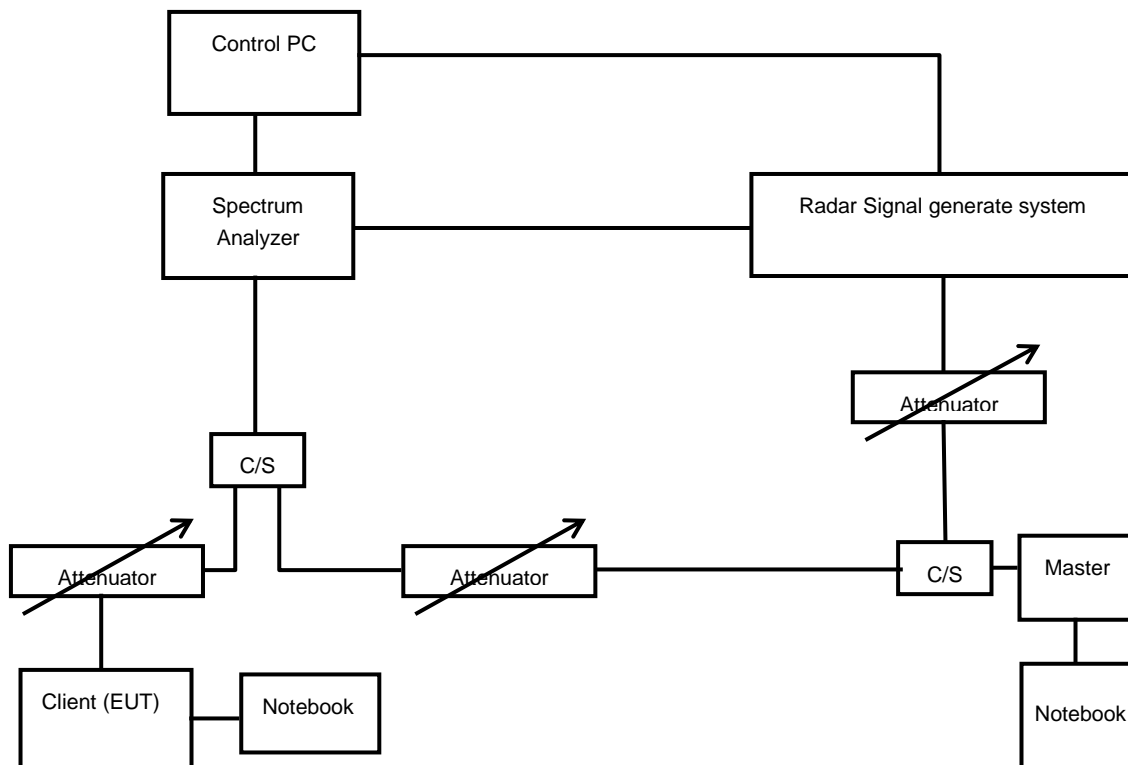 Control PC
Spectrum
Analyzer
Radar Signal generate system
Attenuator
C/S
Attenuator
Attenuator
C/S
Master
Client (EUT)
Notebook
Notebook